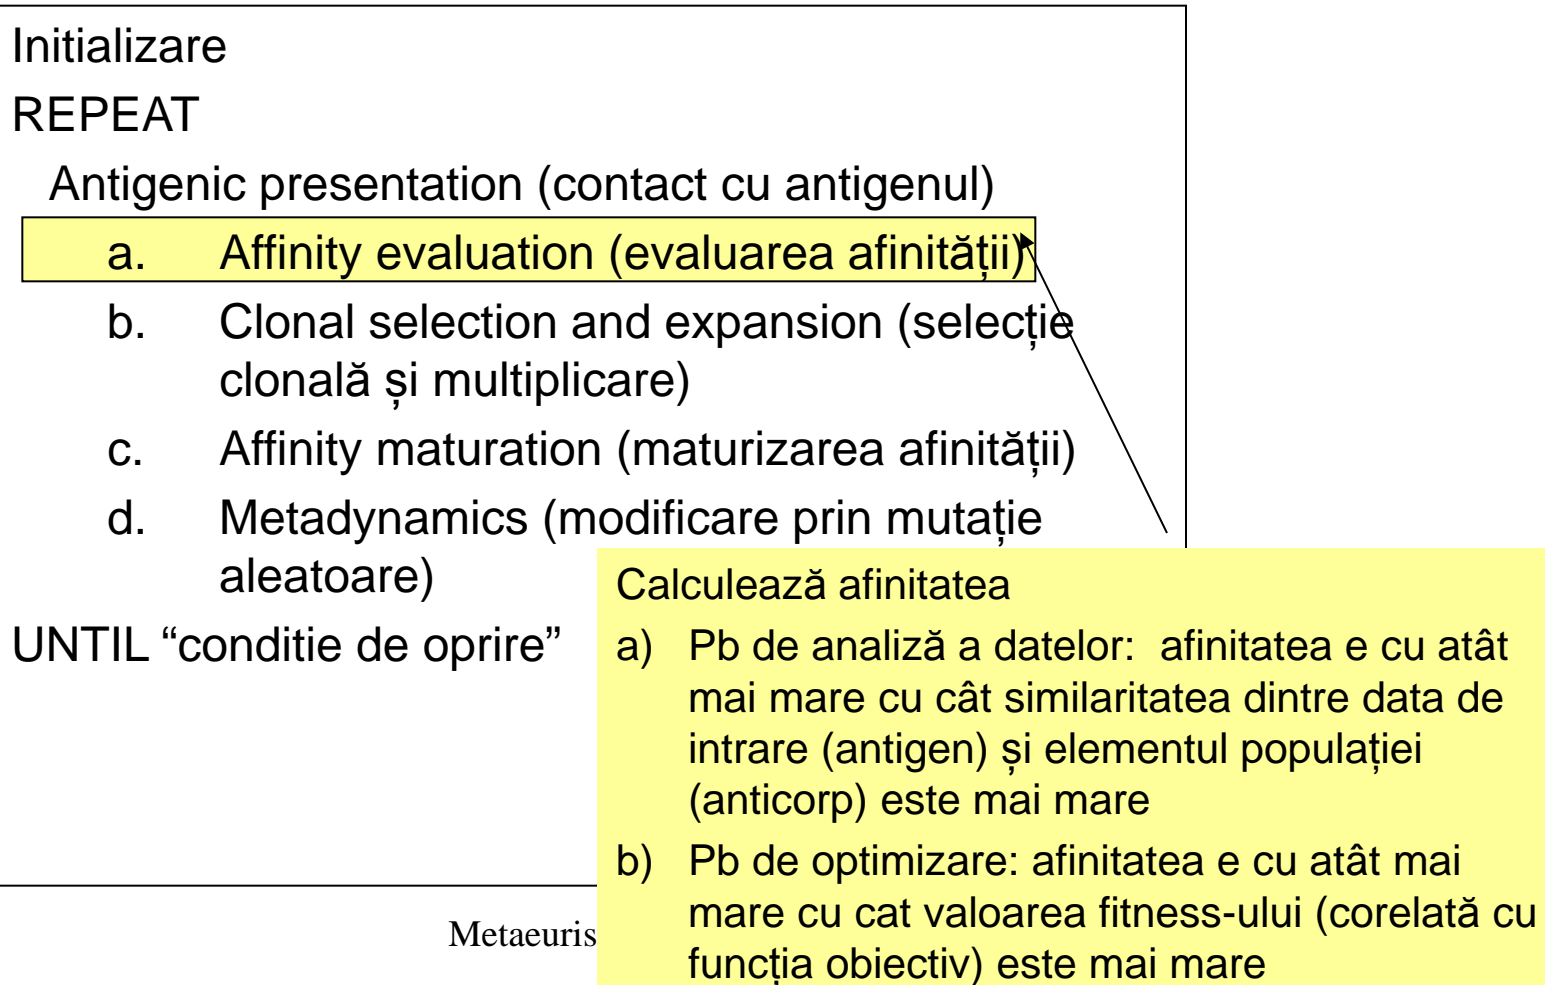 Initializare
REPEAT
Antigenic presentation (contact cu antigenul)
a. Affinity evaluation (evaluarea afinității)
b. Clonal selection and expansion (selecție
clonală și multiplicare)
c. Affinity maturation (maturizarea afinității)
d. Metadynamics (modificare prin mutație
aleatoare)
UNTIL “conditie de oprire”
Calculează afinitatea
a) Pb de analiză a datelor: afinitatea e cu atât
mai mare cu cât similaritatea dintre data de
intrare (antigen) și elementul populației
(anticorp) este mai mare
b) Pb de optimizare: afinitatea e cu atât mai
mare cu cat valoarea fitness-ului (corelată cu
funcția obiectiv) este mai mare
Metaeuris